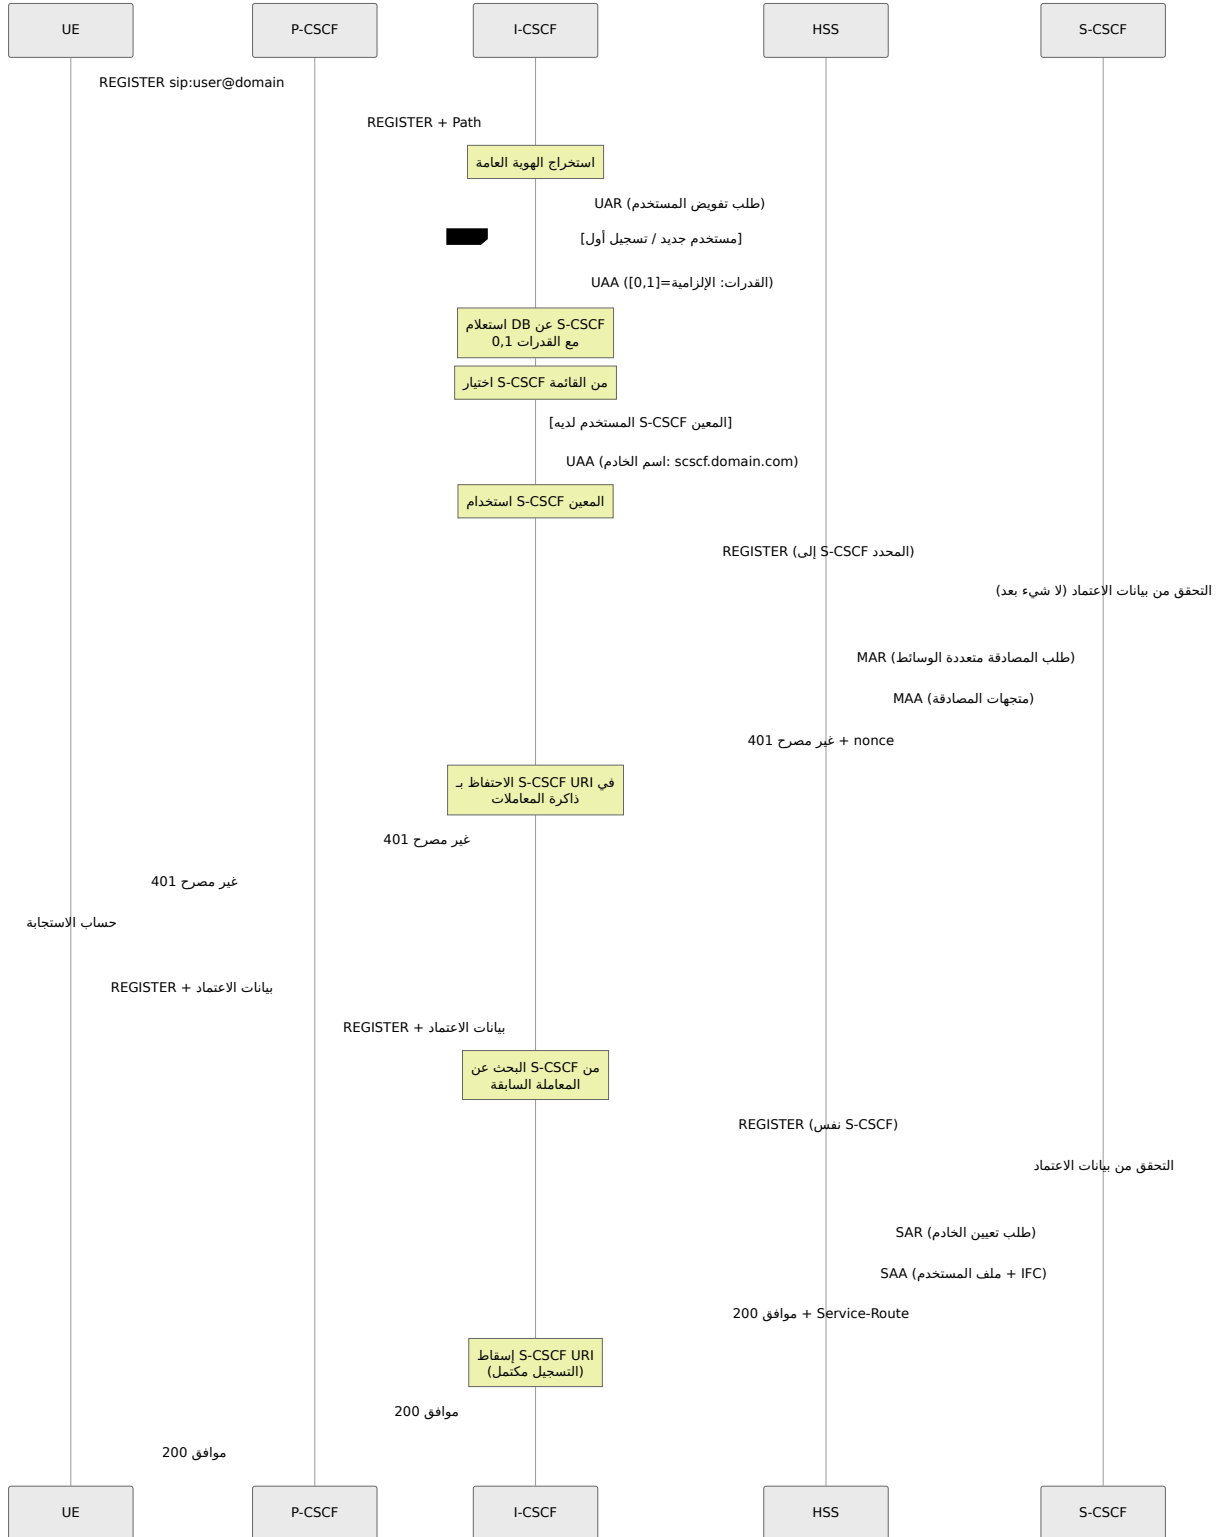 UE
P-CSCF
I-CSCF
HSS
S-CSCF
REGISTER sip:user@domain
REGISTER + Path
استخراج الهوية العامة
UAR (طلب تفويض المستخدم)
[مستخدم جديد / تسجيل أول]
UAA (القدرات: الإلزامية=[0,1])
استعلام DB عن S-CSCF
مع القدرات 0,1
اختيار S-CSCF من القائمة
[المستخدم لديه S-CSCF المعين]
UAA (اسم الخادم: scscf.domain.com)
استخدام S-CSCF المعين
REGISTER (إلى S-CSCF المحدد)
التحقق من بيانات الاعتماد (لا شيء بعد)
MAR (طلب المصادقة متعددة الوسائط)
MAA (متجهات المصادقة)
401 غير مصرح + nonce
الاحتفاظ بـ S-CSCF URI في
ذاكرة المعاملات
401 غير مصرح
401 غير مصرح
حساب الاستجابة
REGISTER + بيانات الاعتماد
REGISTER + بيانات الاعتماد
البحث عن S-CSCF من
المعاملة السابقة
REGISTER (نفس S-CSCF)
التحقق من بيانات الاعتماد
SAR (طلب تعيين الخادم)
SAA (ملف المستخدم + IFC)
200 موافق + Service-Route
إسقاط S-CSCF URI
(التسجيل مكتمل)
200 موافق
200 موافق
UE
P-CSCF
I-CSCF
HSS
S-CSCF